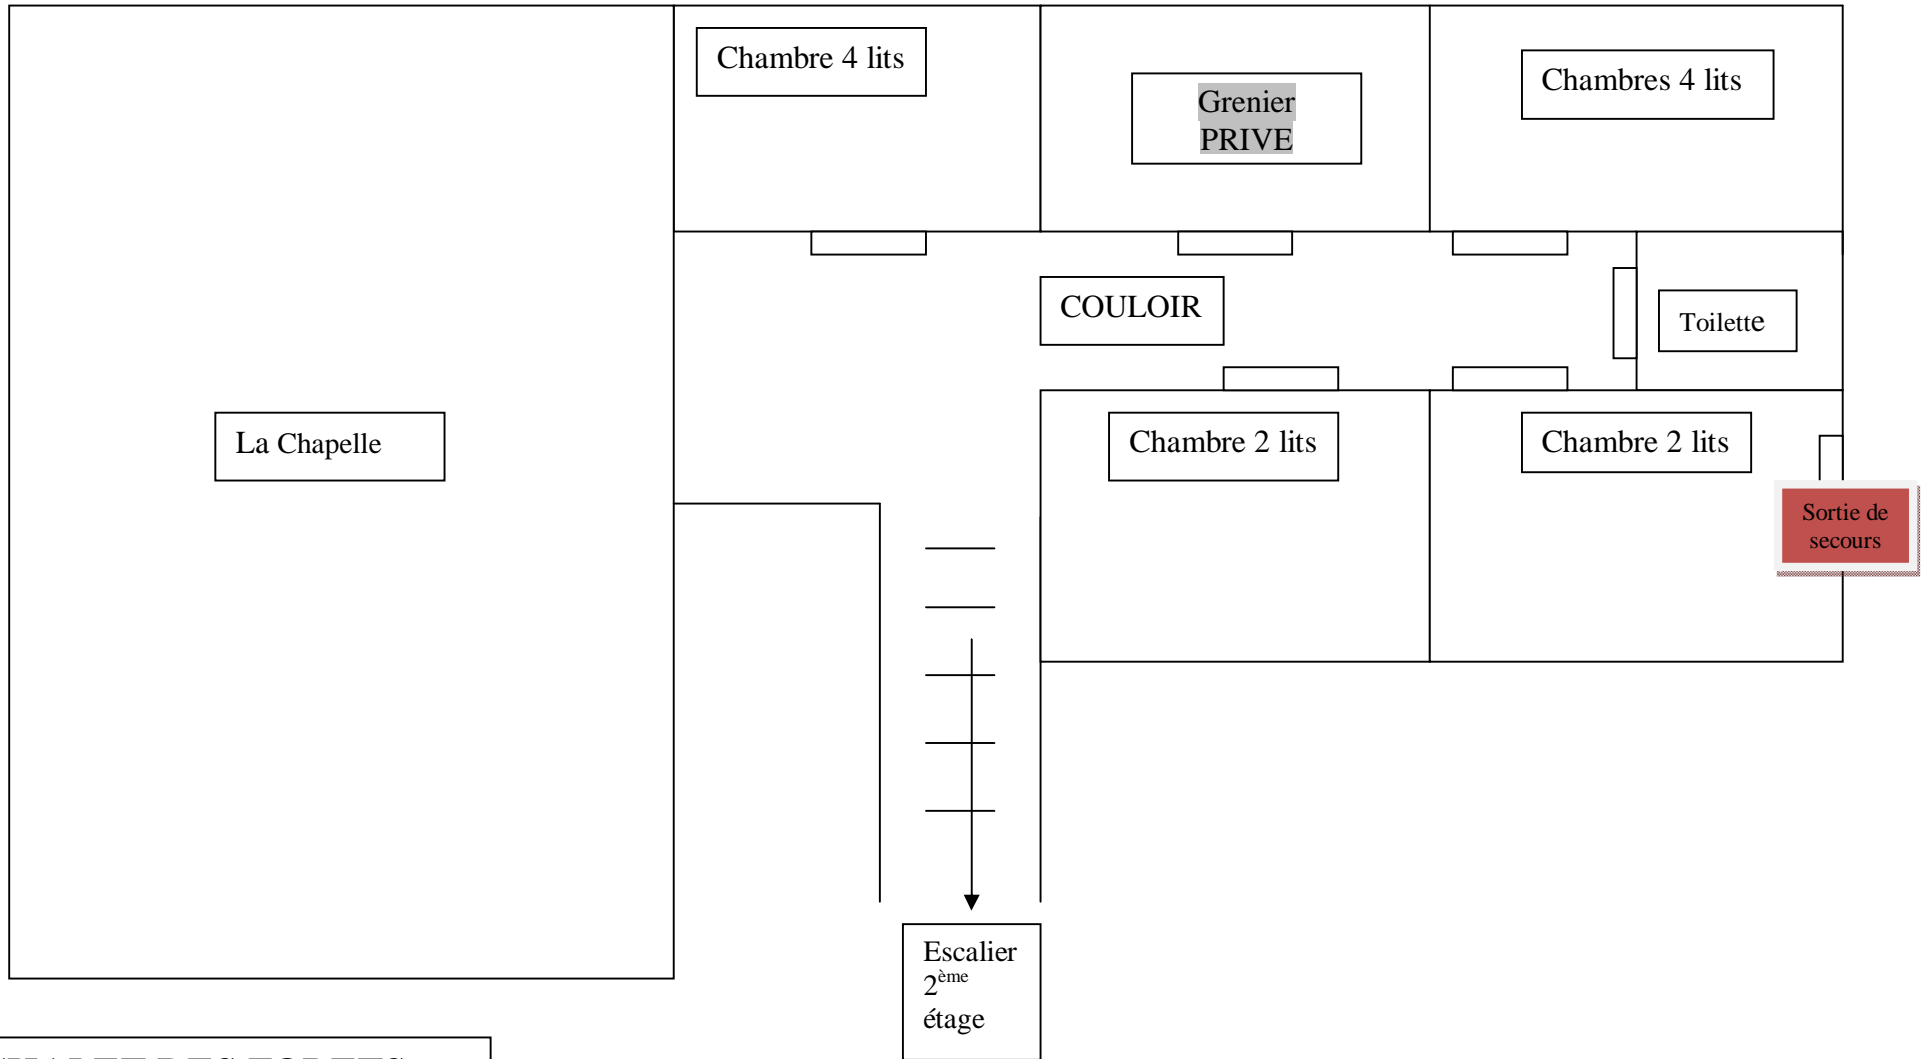 Chambre 4 lits
Grenier
PRIVE
Chambres 4 lits
COULOIR
Toilette
La Chapelle
Chambre 2 lits
Chambre 2 lits
Sortie de
secours
Escalier
2ème
étage
DES